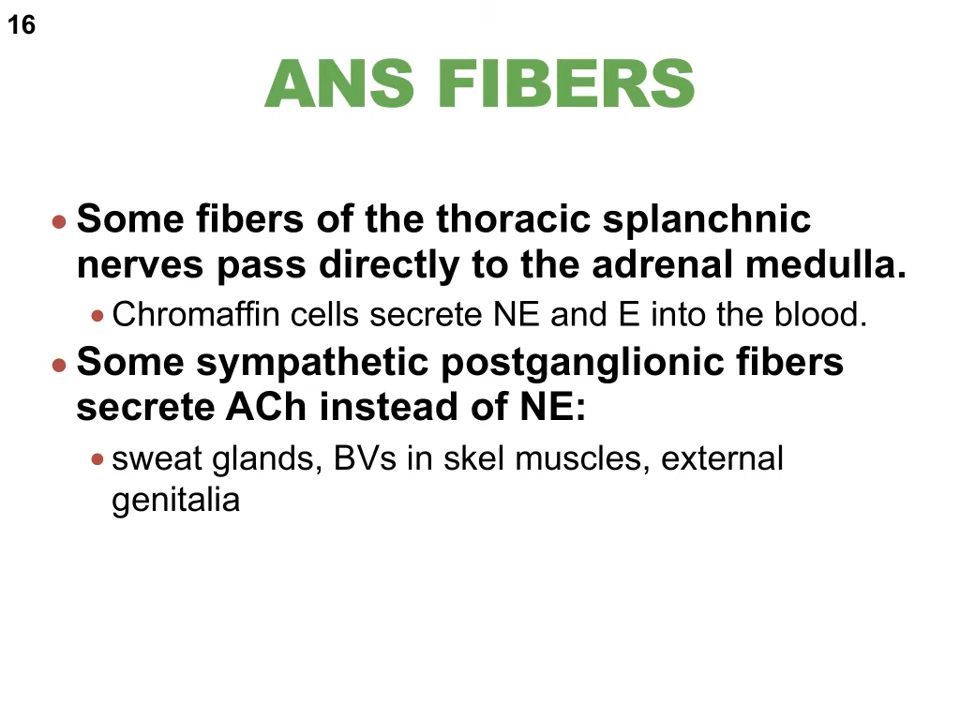 16
ANS FIBERS
• Some fibers of the thoracic splanchnic
nerves pass directly to the adrenal medulla.
• Chromaffin cells secrete NE and E into the blood.
• Some sympathetic postganglionic fibers
secrete ACh instead of NE:
• sweat glands, BVs in skel muscles, external
genitalia